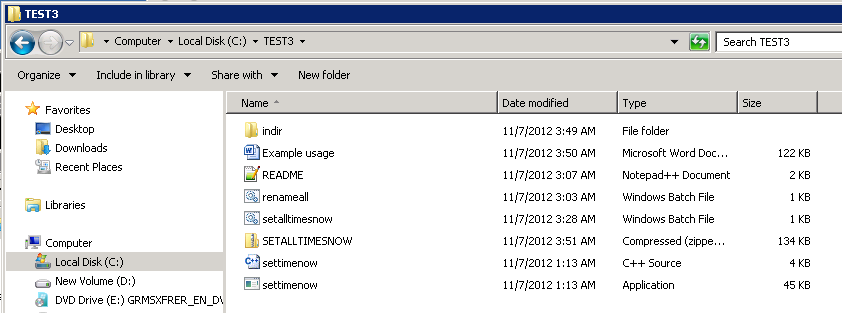 TEST3
Computer Local Disk (C:) TEST3
Search TEST3
Organize Include in library Share with New folder
Favorites
Desktop
Downloads
Recent Places
Libraries
Computer
Local Disk (C:)
New Volume (D:)
DVD Drive (E:) GRMSXFRER_EN_DV
Name Date modified Type Size
indir 11/7/2012 3:49 AM File folder
Example usage 11/7/2012 3:50 AM Microsoft Word Doc... 122 KB
README 11/7/2012 3:07 AM Notepad++ Document 2 KB
renameall 11/7/2012 3:03 AM Windows Batch File 1 KB
setalltimesnow 11/7/2012 3:28 AM Windows Batch File 1 KB
SETALLTIMESNOW 11/7/2012 3:51 AM Compressed (zippe... 134 KB
settimenow 11/7/2012 1:13 AM C++ Source 4 KB
settimenow 11/7/2012 1:13 AM Application 45 KB